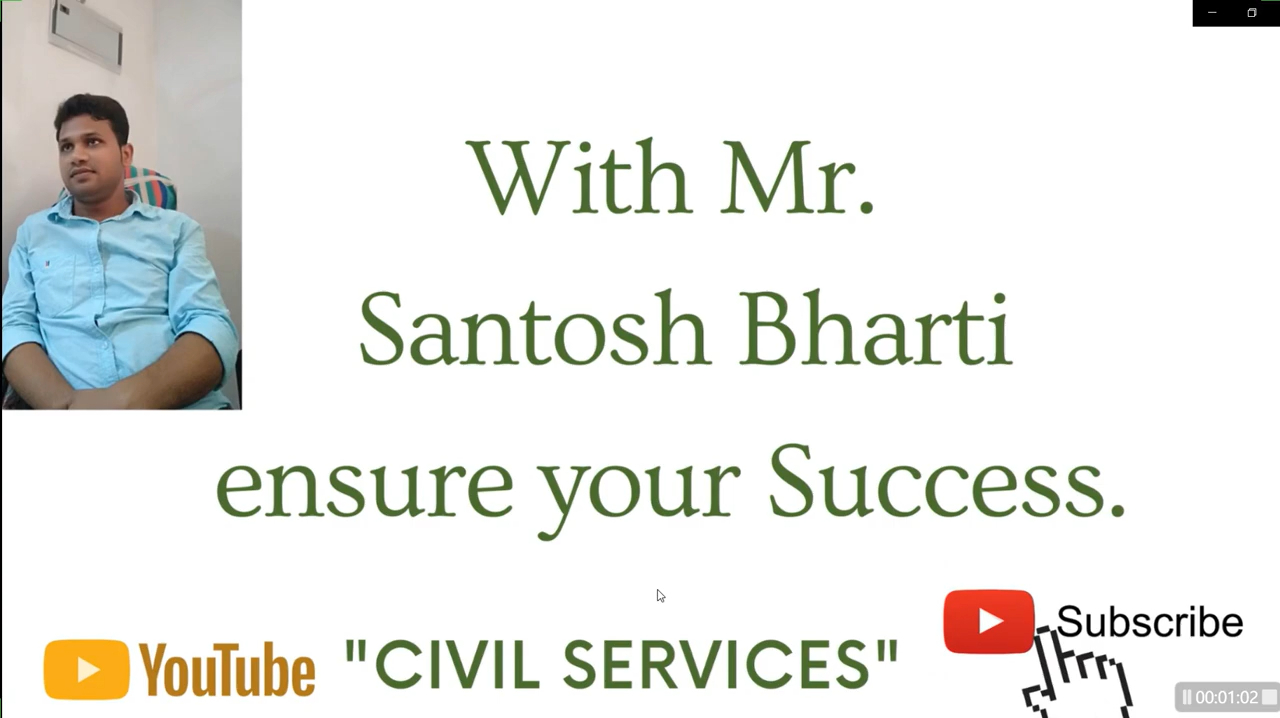 With Mr.
Santosh Bharti
ensure your Success.
YouTube "CIVIL SERVICES"
Subscribe
00:01:02